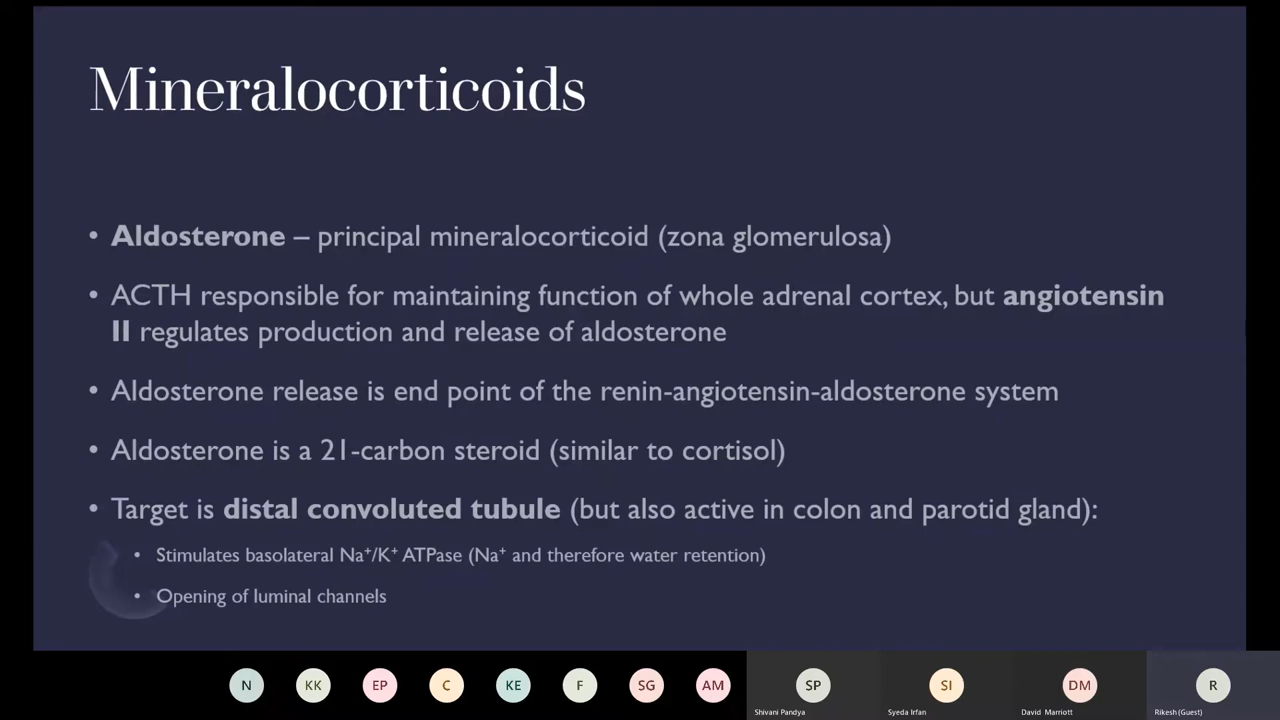 Mineralocorticoids
• Aldosterone – principal mineralocorticoid (zona glomerulosa)
• ACTH responsible for maintaining function of whole adrenal cortex, but angiotensin
II regulates production and release of aldosterone
• Aldosterone release is end point of the renin-angiotensin-aldosterone system
• Aldosterone is a 21-carbon steroid (similar to cortisol)
• Target is distal convoluted tubule (but also active in colon and parotid gland):
• Stimulates basolateral Na⁺/K⁺ ATPase (Na⁺ and therefore water retention)
• Opening of luminal channels
N KK EP C KE F SG AM SP SI DM R
Shivani Pandya Syeda Irfan David Marriott Rikesh (Guest)